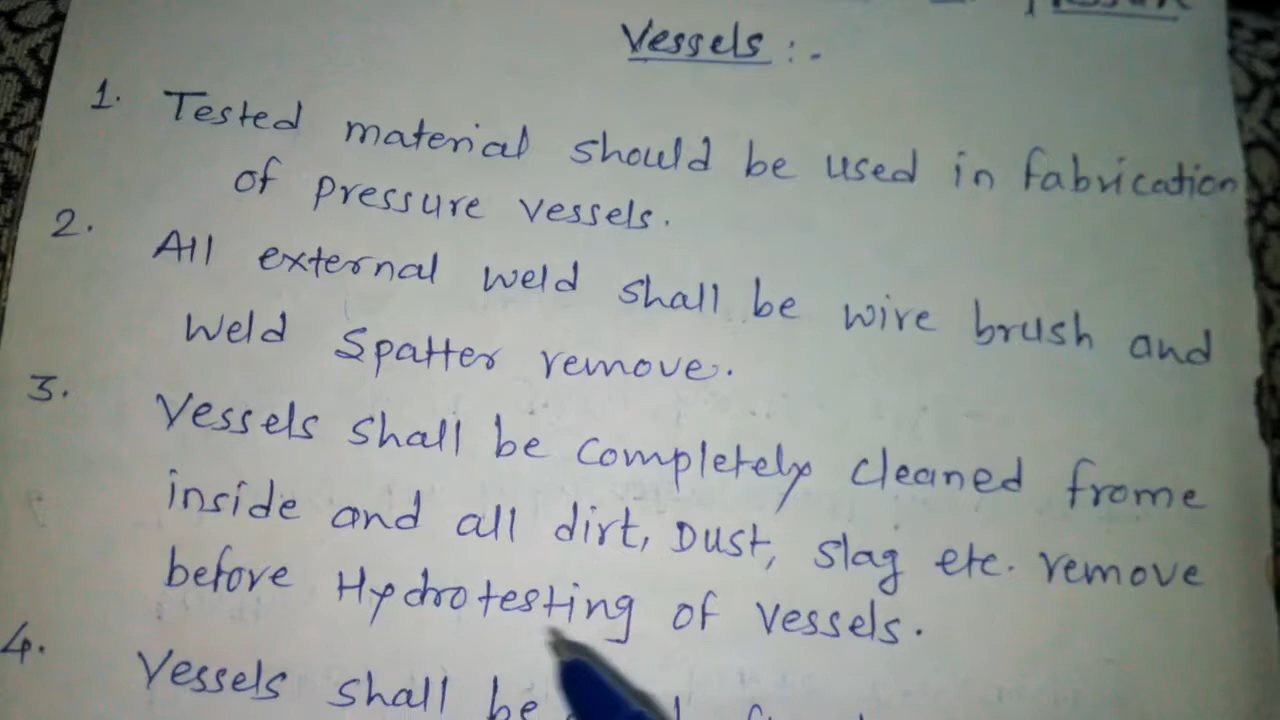 Vessels :-
1. Tested material should be used in fabrication
of pressure vessels.
2. All external weld shall be wire brush and
weld spatter remove.
3. Vessels shall be completely cleaned frome
inside and all dirt, Dust, slag etc. remove
before Hydrotesting of vessels.
4. Vessels shall be